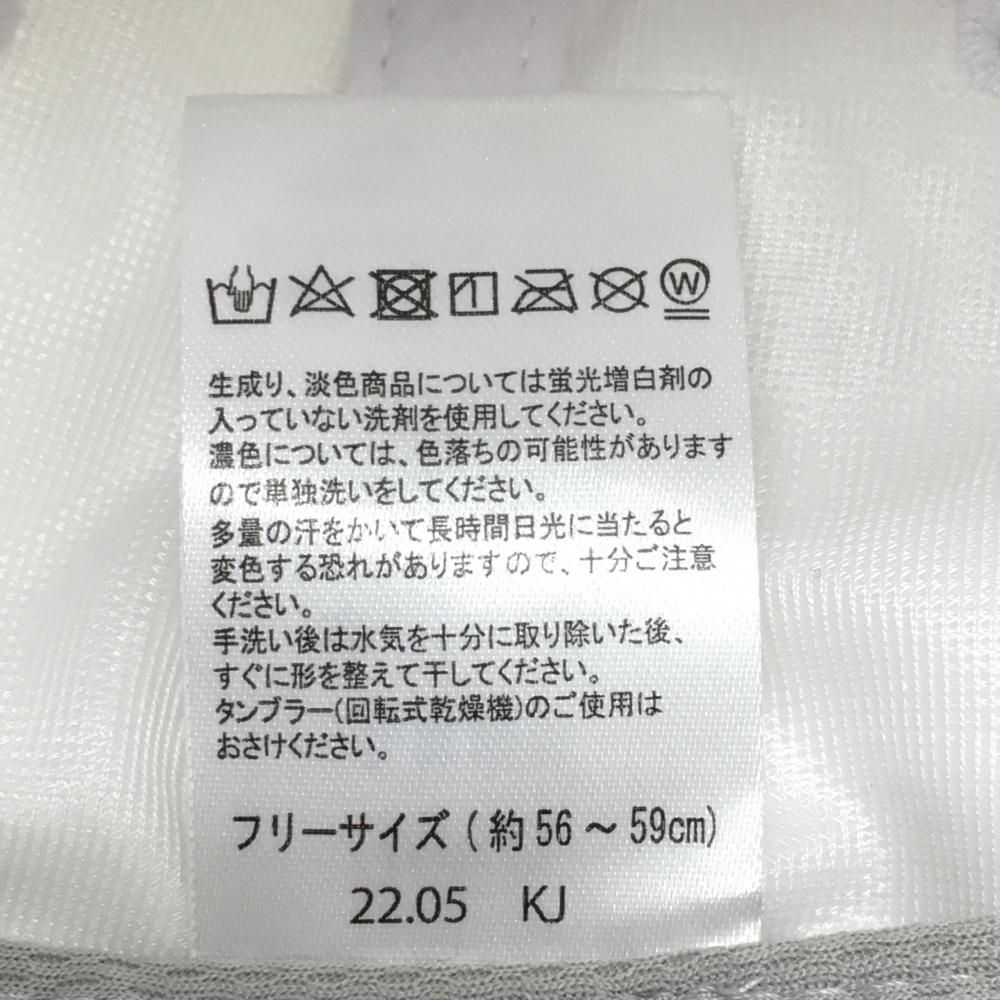 W
生成り、淡色商品については蛍光増白剤の
入っていない洗剤を使用してください。
濃色については、色落ちの可能性があります
ので単独洗いをしてください。
多量の汗をかいて長時間日光に当たると
変色する恐れがありますので、十分ご注意
ください。
手洗い後は水気を十分に取り除いた後、
すぐに形を整えて干してください。
タンブラー(回転式乾燥機)のご使用は
おさけください。
フリーサイズ ( 約 56 ～ 59cm)
22.05 KJ